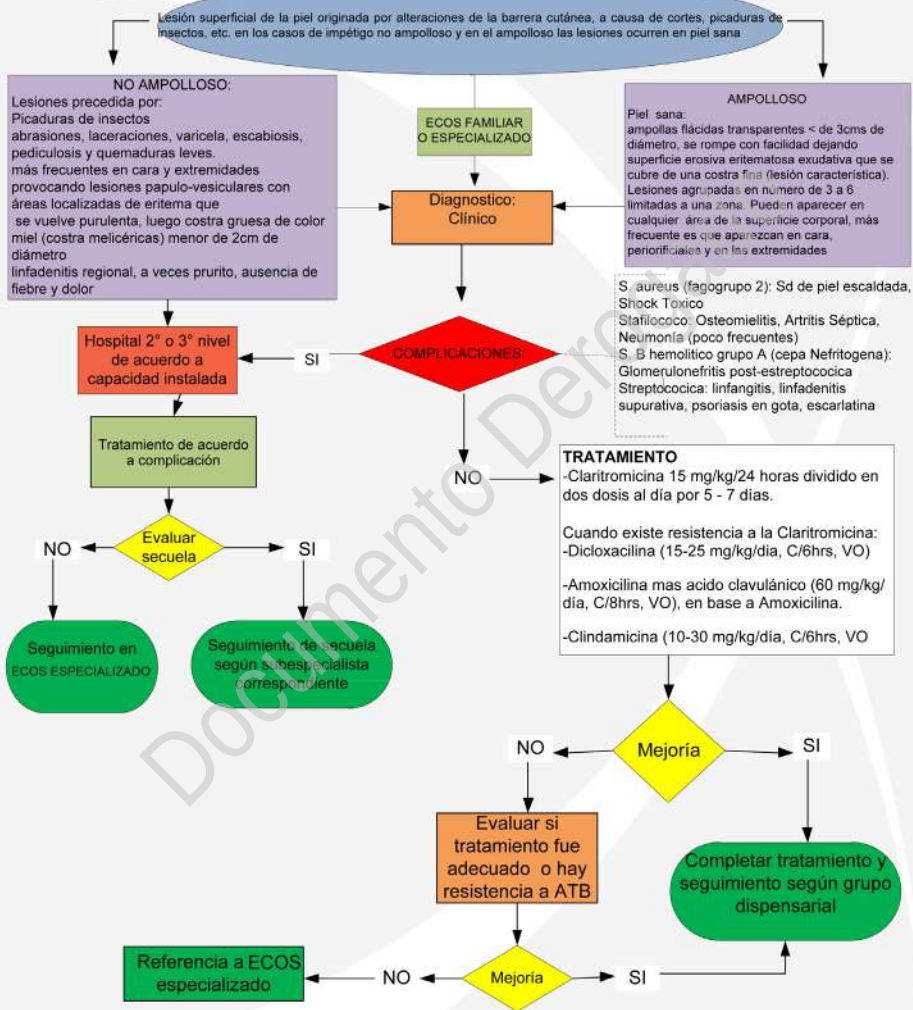 Lesión superficial de la piel originada por alteraciones de la barrera cutánea, a causa de cortes, picaduras de
insectos, etc. en los casos de impétigo no ampolloso y en el ampolloso las lesiones ocurren en piel sana
NO AMPOLLOSO:
Lesiones precedida por:
Picaduras de insectos
abrasiones, laceraciones, varicela, escabiosis,
pediculosis y quemaduras leves.
más frecuentes en cara y extremidades
provocando lesiones papulo-vesiculares con
áreas localizadas de eritema que
se vuelve purulenta, luego costra gruesa de color
miel (costra melicéricas) menor de 2cm de
diámetro
linfadenitis regional, a veces prurito, ausencia de
fiebre y dolor
ECOS FAMILIAR
O ESPECIALIZADO
AMPOLLOSO
Piel sana:
ampollas flácidas transparentes < de 3cms de
diámetro, se rompe con facilidad dejando
superficie erosiva eritematosa exudativa que se
cubre de una costra fina (lesión característica).
Lesiones agrupadas en número de 3 a 6
limitadas a una zona. Pueden aparecer en
cualquier área de la superficie corporal, más
frecuente es que aparezcan en cara,
periorificiales y en las extremidades
Diagnostico:
Clínico
S. aureus (fagogrupo 2): Sd de piel escaldada,
Shock Toxico
Stafilococo: Osteomielitis, Artritis Séptica,
Neumonía (poco frecuentes)
S. B hemolitico grupo A (cepa Nefritogena):
Glomerulonefritis post-estreptococica
Streptococica: linfangitis, linfadenitis
supurativa, psoriasis en gota, escarlatina
COMPLICACIONES:
SI
Hospital 2° o 3° nivel
de acuerdo a
capacidad instalada
Tratamiento de acuerdo
a complicación
Evaluar
secuela
NO
SI
Seguimiento en
ECOS ESPECIALIZADO
Seguimiento de secuela
según subespecialista
correspondiente
NO
TRATAMIENTO
-Claritromicina 15 mg/kg/24 horas dividido en
dos dosis al día por 5 - 7 días.
Cuando existe resistencia a la Claritromicina:
-Dicloxacilina (15-25 mg/kg/dia, C/6hrs, VO)
-Amoxicilina mas acido clavulánico (60 mg/kg/
día, C/8hrs, VO), en base a Amoxicilina.
-Clindamicina (10-30 mg/kg/día, C/6hrs, VO
Mejoría
NO
SI
Evaluar si
tratamiento fue
adecuado o hay
resistencia a ATB
Completar tratamiento y
seguimiento según grupo
dispensarial
Mejoría
NO
SI
Referencia a ECOS
especializado